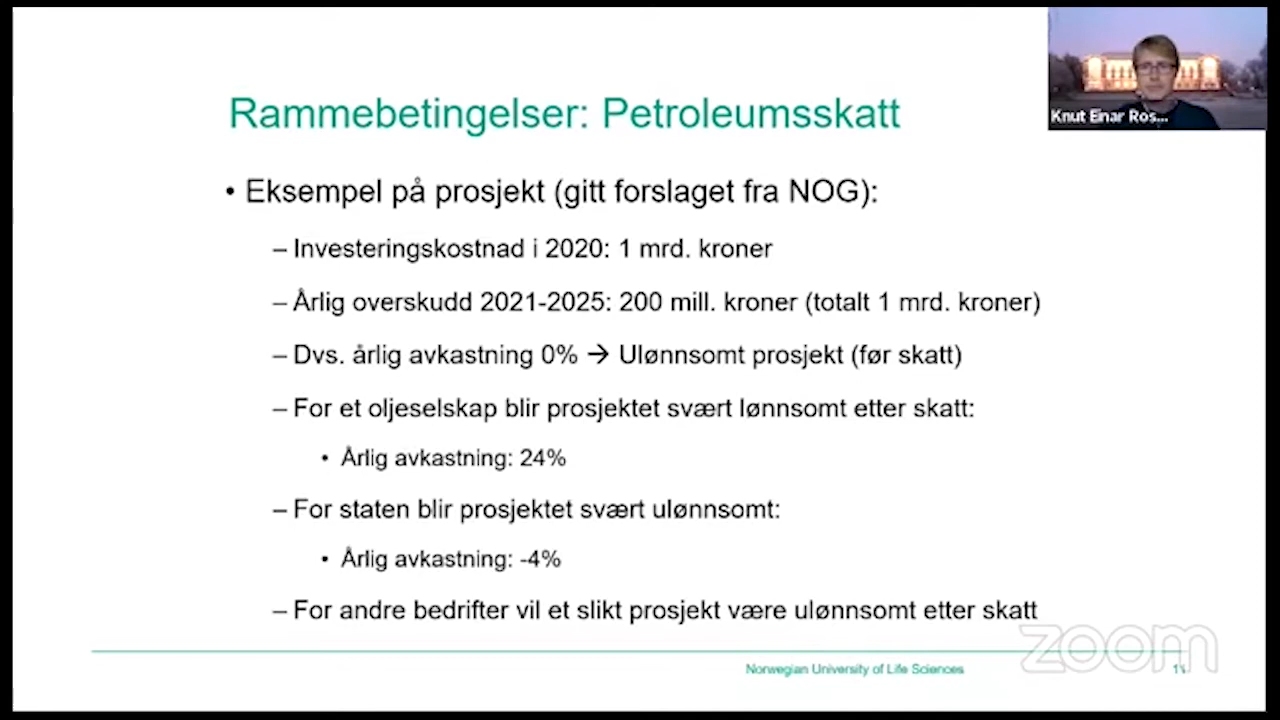 Rammebetingelser: Petroleumsskatt
Knut Einar Ros...
• Eksempel på prosjekt (gitt forslaget fra NOG):
– Investeringskostnad i 2020: 1 mrd. kroner
– Årlig overskudd 2021-2025: 200 mill. kroner (totalt 1 mrd. kroner)
– Dvs. årlig avkastning 0% → Ulønnsomt prosjekt (før skatt)
– For et oljeselskap blir prosjektet svært lønnsomt etter skatt:
• Årlig avkastning: 24%
– For staten blir prosjektet svært ulønnsomt:
• Årlig avkastning: -4%
– For andre bedrifter vil et slikt prosjekt være ulønnsomt etter skatt
zoom
Norwegian University of Life Sciences
11